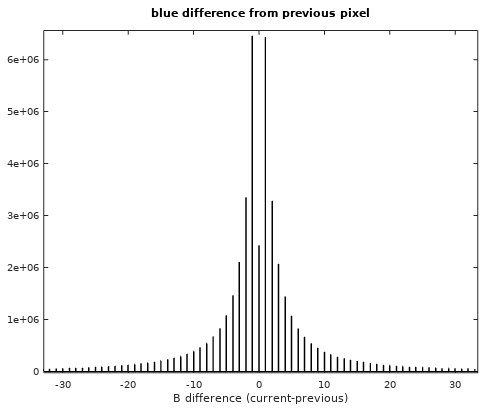 blue difference from previous pixel
6e+06
5e+06
4e+06
3e+06
2e+06
1e+06
0
-30 -20 -10 0 10 20 30
B difference (current-previous)